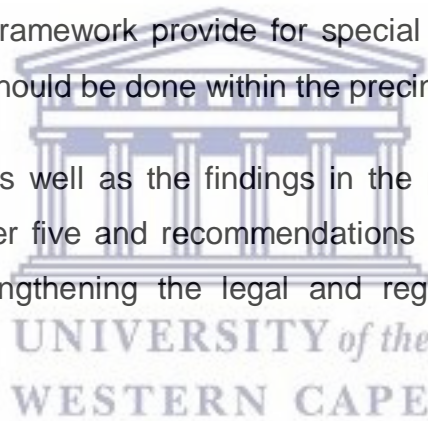 ramework provide for special
hould be done within the precin
s well as the findings in the
er five and recommendations
ngthening the legal and reg
UNIVERSITY of the
WESTERN CAPE